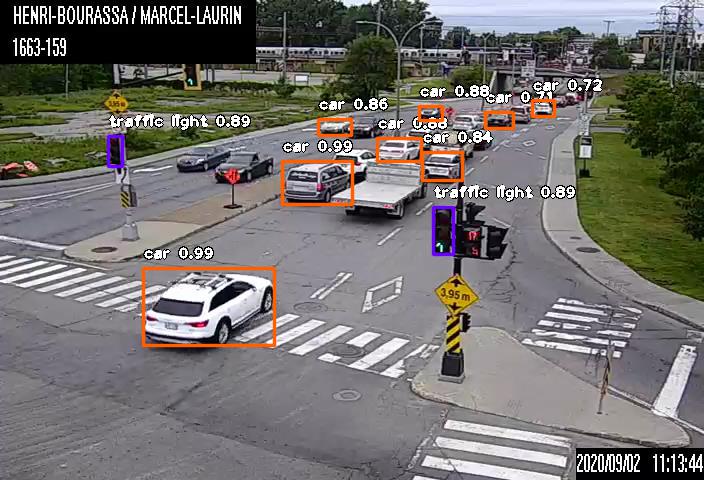 HENRI-BOURASSA / MARCEL-LAURIN
1663-159
car 0.72
car 0.88
car 0.71
car 0.86
3,95 m
traffic light 0.89
car 0.84
car 0.99
traffic light 0.89
car 0.99
3,95 m
2020/09/02 11:13:44